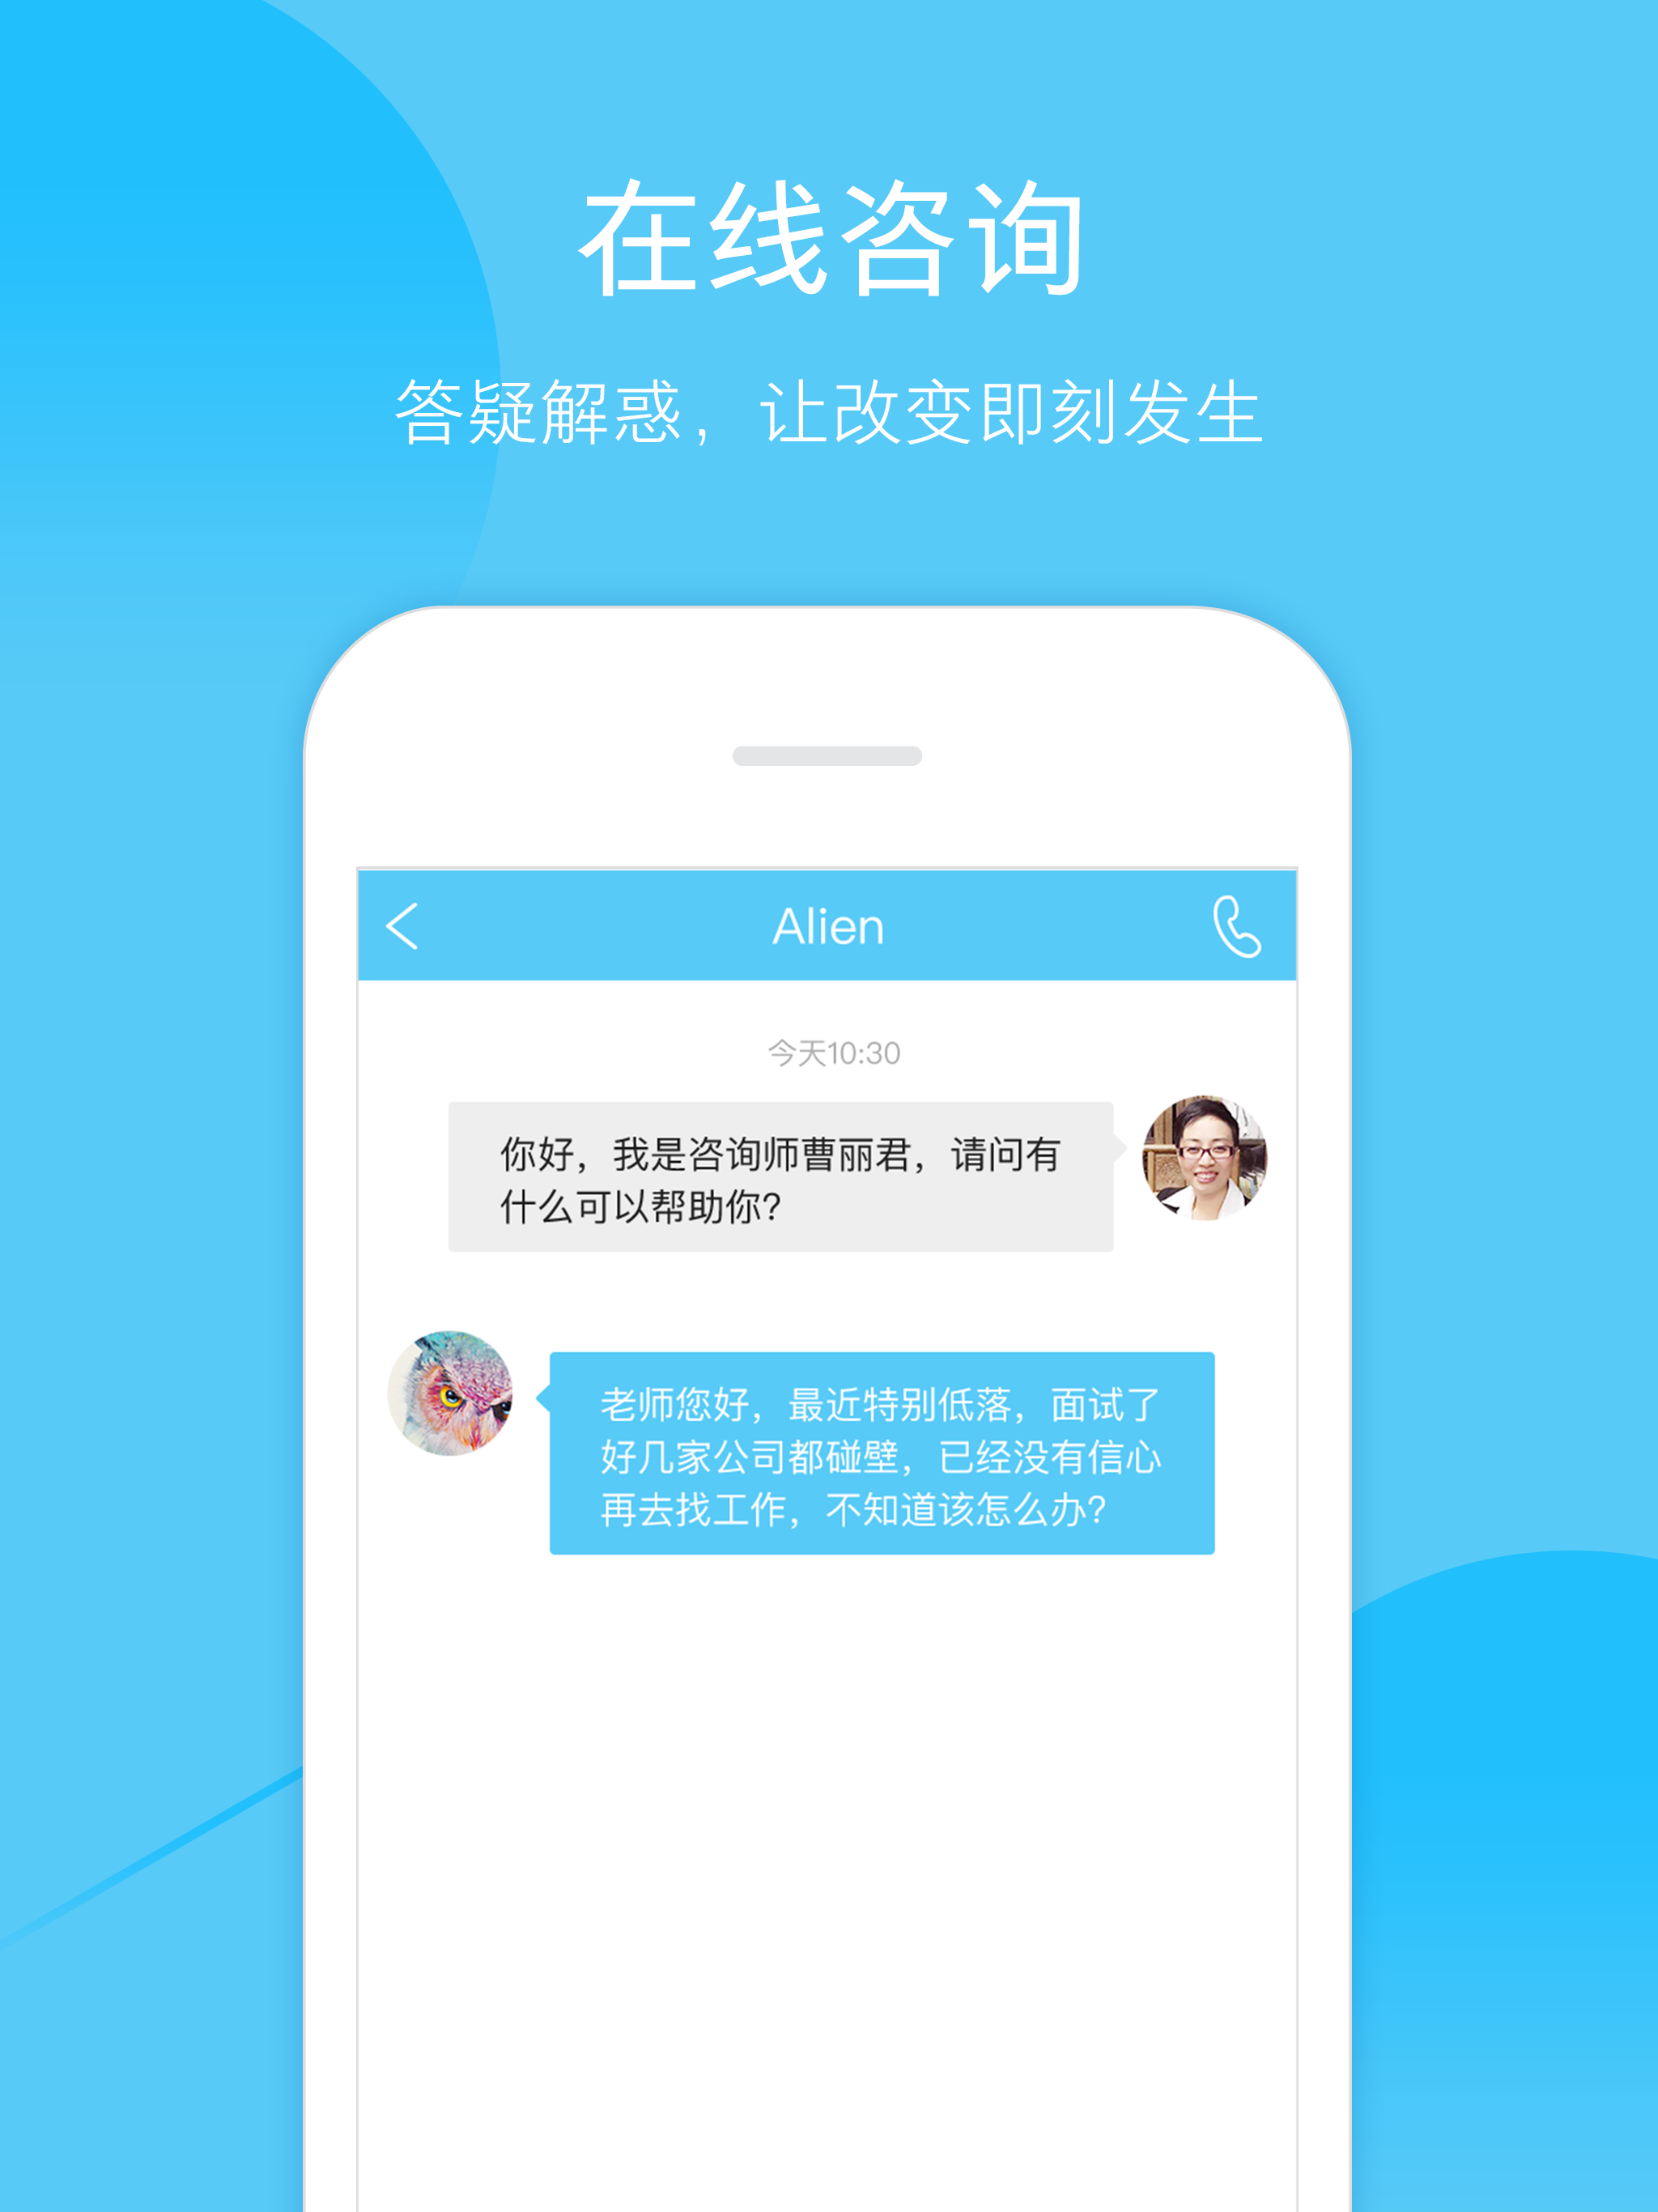 在线咨询
答疑解惑，让改变即刻发生
Alien
今天10:30
你好，我是咨询师曹丽君，请问有
什么可以帮助你？
老师您好，最近特别低落，面试了
好几家公司都碰壁，已经没有信心
再去找工作，不知道该怎么办？